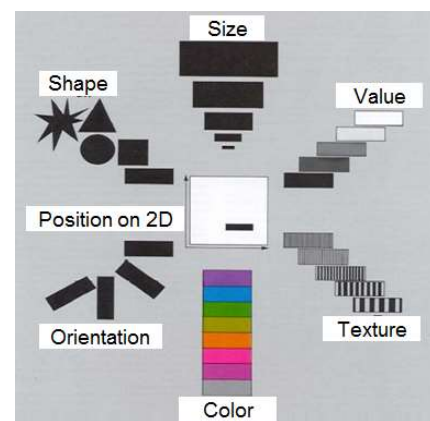 Size
Shape
Value
Position on 2D
Orientation
Texture
Color